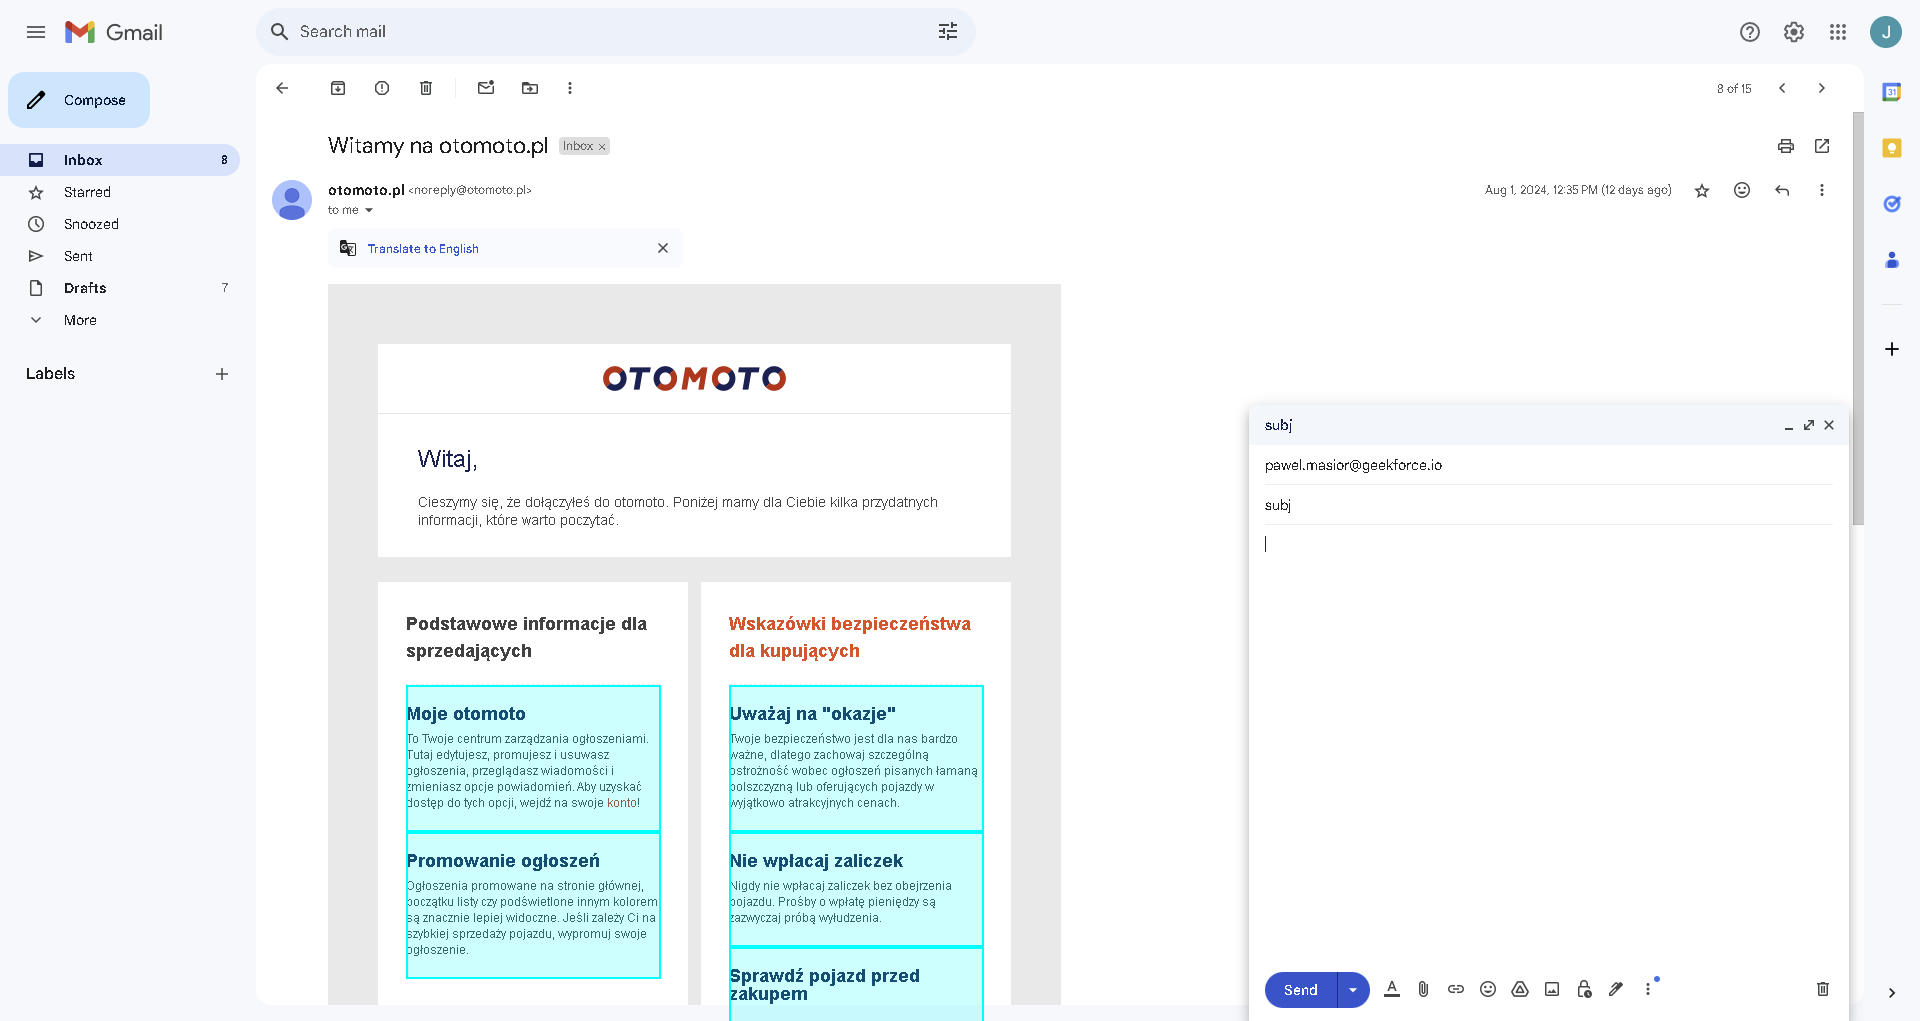 Gmail
Search mail
J
Compose
Inbox 8
Starred
Snoozed
Sent
Drafts 7
More
Labels
8 of 15
31
Witamy na otomoto.pl Inbox x
otomoto.pl <noreply@otomoto.pl>
to me
Aug 1, 2024, 12:35 PM (12 days ago)
Translate to English
OTOMOTO
Witaj,
Cieszymy się, że dołączyłeś do otomoto. Poniżej mamy dla Ciebie kilka przydatnych
informacji, które warto poczytać.
Podstawowe informacje dla
sprzedających
Moje otomoto
To Twoje centrum zarządzania ogłoszeniami.
Tutaj edytujesz, promujesz i usuwasz
ogłoszenia, przeglądasz wiadomości i
zmieniasz opcje powiadomień. Aby uzyskać
dostęp do tych opcji, wejdź na swoje konto!
Promowanie ogłoszeń
Ogłoszenia promowane na stronie głównej,
początku listy czy podświetlone innym kolorem
są znacznie lepiej widoczne. Jeśli zależy Ci na
szybkiej sprzedaży pojazdu, wypromuj swoje
ogłoszenie.
Wskazówki bezpieczeństwa
dla kupujących
Uważaj na "okazje"
Twoje bezpieczeństwo jest dla nas bardzo
ważne, dlatego zachowaj szczególną
ostrożność wobec ogłoszeń pisanych łamaną
polszczyzną lub oferujących pojazdy w
wyjątkowo atrakcyjnych cenach.
Nie wpłacaj zaliczek
Nigdy nie wpłacaj zaliczek bez obejrzenia
pojazdu. Prośby o wpłatę pieniędzy są
zazwyczaj próbą wyłudzenia.
Sprawdź pojazd przed
zakupem
subj
pawel.masior@geekforce.io
subj
Send